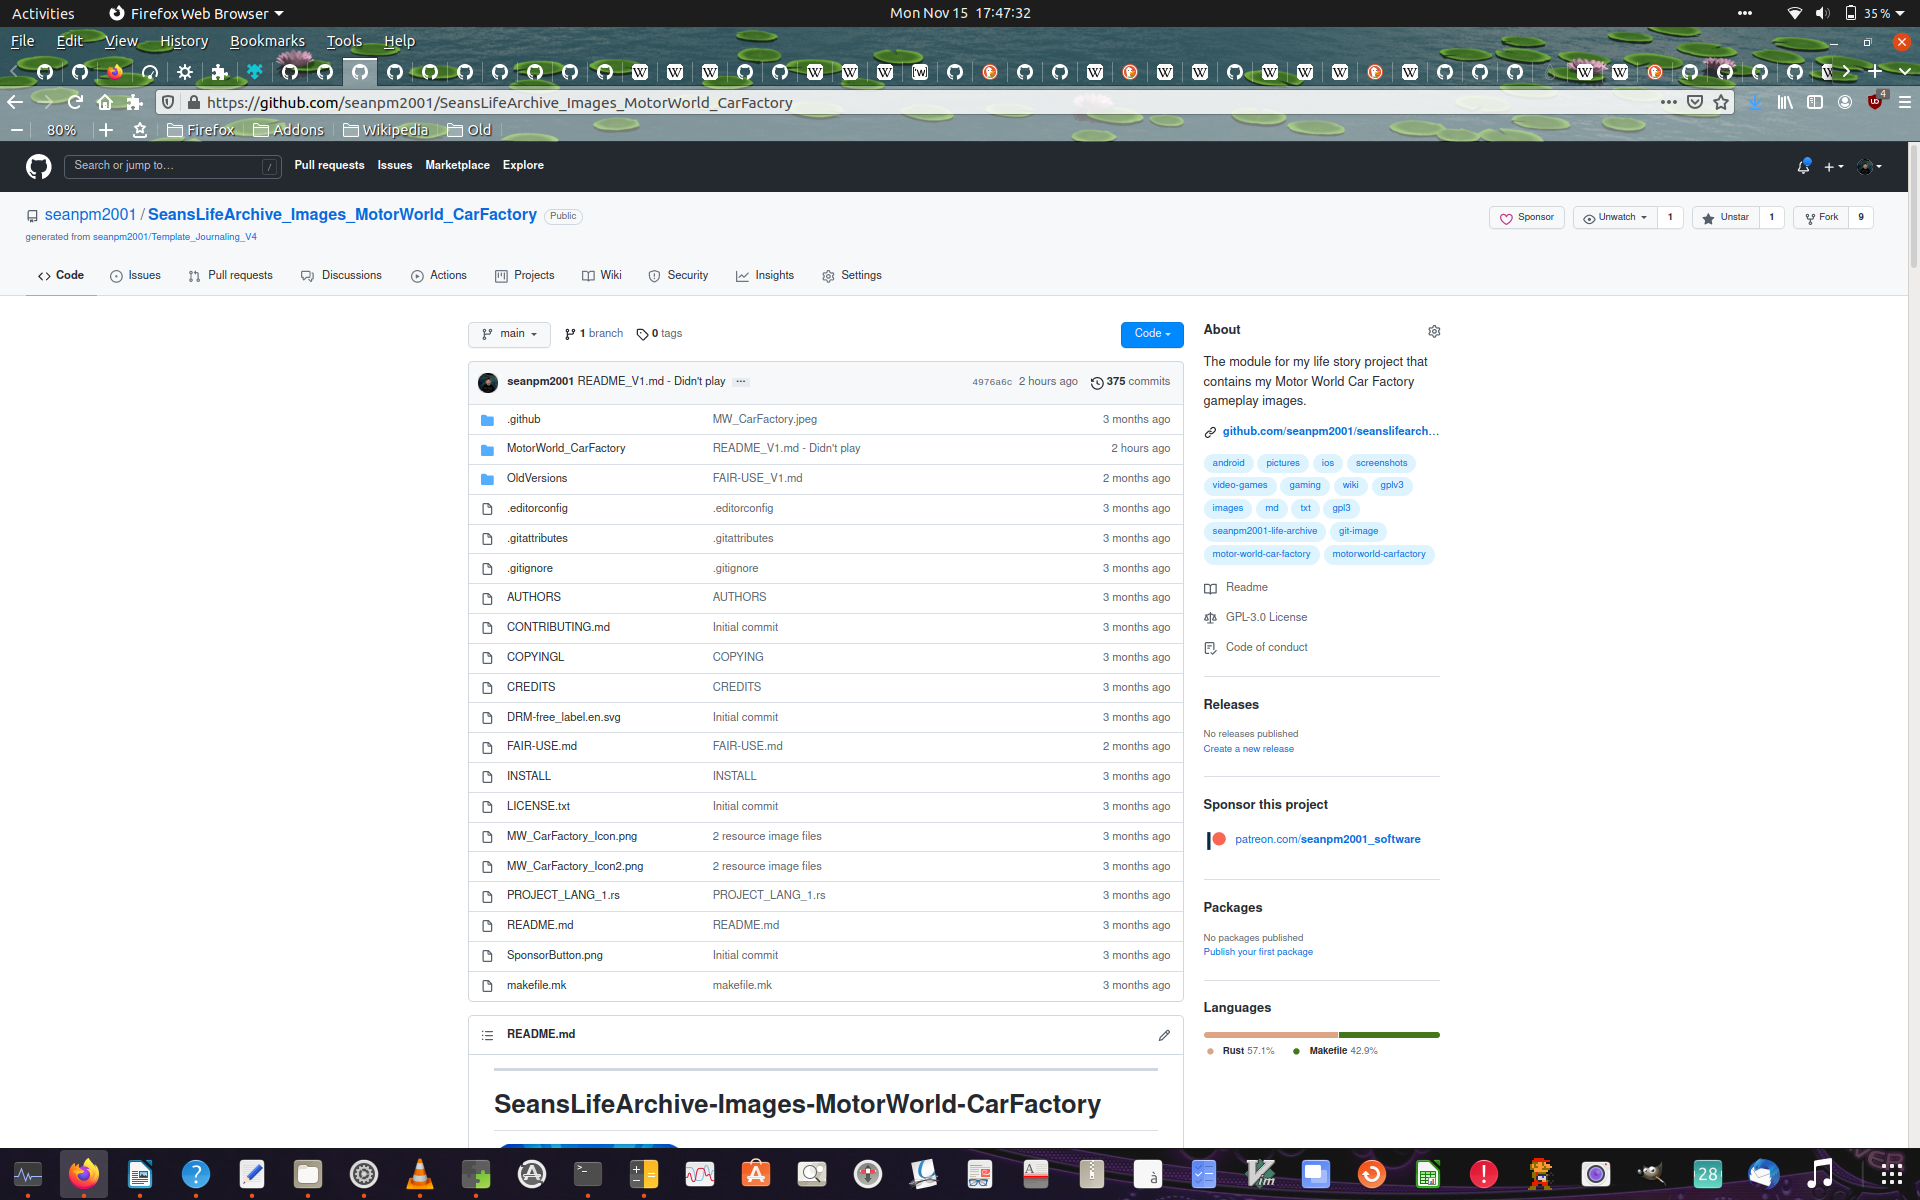 Activities
Firefox Web Browser
Mon Nov 15 17:47:32
35 %
File Edit View History Bookmarks Tools Help
https://github.com/seanpm2001/SeansLifeArchive_Images_MotorWorld_CarFactory
4
80%
Firefox Addons Wikipedia Old
Search or jump to...
/
Pull requests Issues Marketplace Explore
seanpm2001 / SeansLifeArchive_Images_MotorWorld_CarFactory Public
generated from seanpm2001/Template_Journaling_V4
Sponsor Unwatch 1 Unstar 1 Fork 9
Code Issues Pull requests Discussions Actions Projects Wiki Security Insights Settings
main 1 branch 0 tags Code
seanpm2001 README_V1.md - Didn't play ... 4976a6c 2 hours ago 375 commits
.github MW_CarFactory.jpeg 3 months ago
MotorWorld_CarFactory README_V1.md - Didn't play 2 hours ago
OldVersions FAIR-USE_V1.md 2 months ago
.editorconfig .editorconfig 3 months ago
.gitattributes .gitattributes 3 months ago
.gitignore .gitignore 3 months ago
AUTHORS AUTHORS 3 months ago
CONTRIBUTING.md Initial commit 3 months ago
COPYINGL COPYING 3 months ago
CREDITS CREDITS 3 months ago
DRM-free_label.en.svg Initial commit 3 months ago
FAIR-USE.md FAIR-USE.md 2 months ago
INSTALL INSTALL 3 months ago
LICENSE.txt Initial commit 3 months ago
MW_CarFactory_Icon.png 2 resource image files 3 months ago
MW_CarFactory_Icon2.png 2 resource image files 3 months ago
PROJECT_LANG_1.rs PROJECT_LANG_1.rs 3 months ago
README.md README.md 3 months ago
SponsorButton.png Initial commit 3 months ago
makefile.mk makefile.mk 3 months ago
README.md
SeansLifeArchive-Images-MotorWorld-CarFactory
About
The module for my life story project that
contains my Motor World Car Factory
gameplay images.
github.com/seanpm2001/seanslifearch...
android pictures ios screenshots
video-games gaming wiki gplv3
images md txt gpl3
seanpm2001-life-archive git-image
motor-world-car-factory motorworld-carfactory
Readme
GPL-3.0 License
Code of conduct
Releases
No releases published
Create a new release
Sponsor this project
patreon.com/seanpm2001_software
Packages
No packages published
Publish your first package
Languages
Rust 57.1% Makefile 42.9%
28